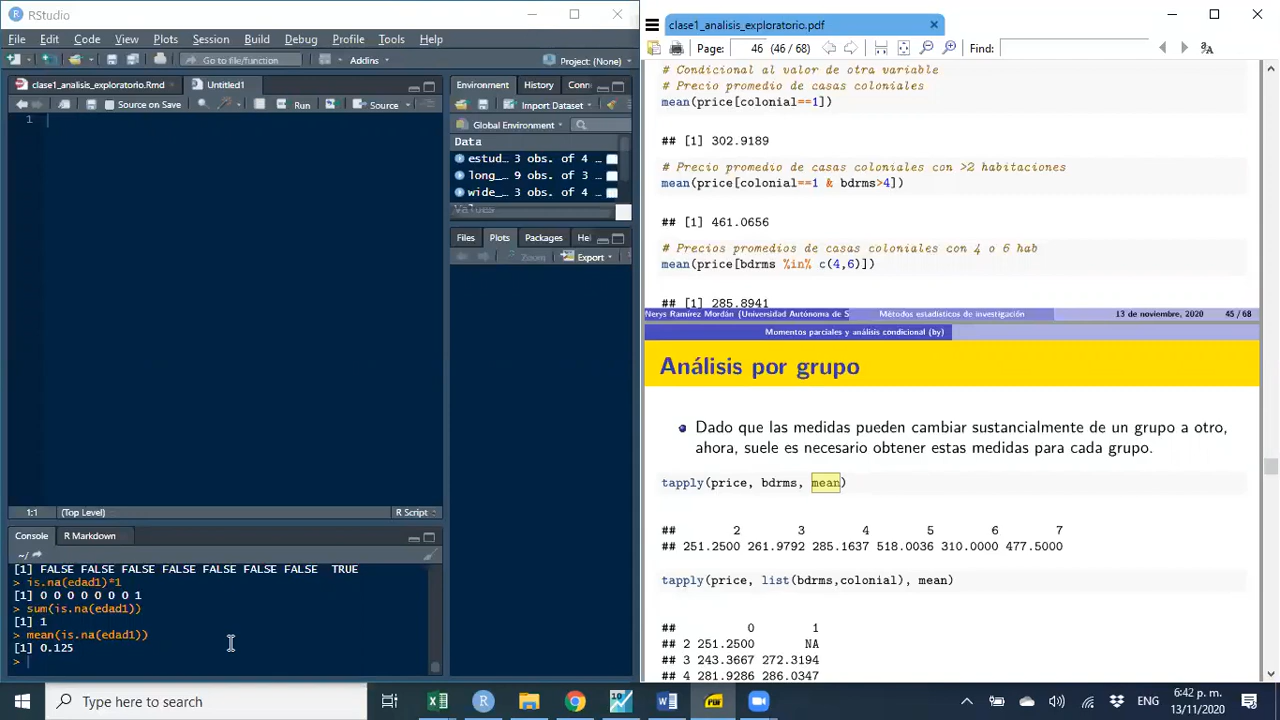 RStudio
File Edit Code View Plots Session Build Debug Profile Tools Help
Go to file/function
Addins
Project: (None)
clase1_analisis_exploratorio.Rnw
Untitled1
Source on Save
Run
Source
1
1:1 (Top Level) R Script
Console R Markdown
~/
[1] FALSE FALSE FALSE FALSE FALSE FALSE FALSE TRUE
> is.na(edad1)*1
[1] 0 0 0 0 0 0 0 1
> sum(is.na(edad1))
[1] 1
> mean(is.na(edad1))
[1] 0.125
>
Environment History Conn
Import Dataset
Global Environment
Data
estud_… 3 obs. of 4 …
long_… 9 obs. of 3 …
wide_… 3 obs. of 4 …
Values
Files Plots Packages He
Zoom Export
clase1_analisis_exploratorio.pdf
Page: 46 (46 / 68) Find:
# Condicional al valor de otra variable
# Precio promedio de casas coloniales
mean(price[colonial==1])
## [1] 302.9189
# Precio promedio de casas coloniales con >2 habitaciones
mean(price[colonial==1 & bdrms>4])
## [1] 461.0656
# Precios promedios de casas coloniales con 4 o 6 hab
mean(price[bdrms %in% c(4,6)])
## [1] 285.8941
Nerys Ramírez Mordán (Universidad Autónoma de S Métodos estadísticos de investigación 13 de noviembre, 2020 45 / 68
Momentos parciales y análisis condicional (by)
Análisis por grupo
Dado que las medidas pueden cambiar sustancialmente de un grupo a otro,
ahora, suele es necesario obtener estas medidas para cada grupo.
tapply(price, bdrms, mean)
## 2 3 4 5 6 7
## 251.2500 261.9792 285.1637 518.0036 310.0000 477.5000
tapply(price, list(bdrms,colonial), mean)
## 0 1
## 2 251.2500 NA
## 3 243.3667 272.3194
## 4 281.9286 286.0347
Type here to search
ENG
6:42 p. m.
13/11/2020